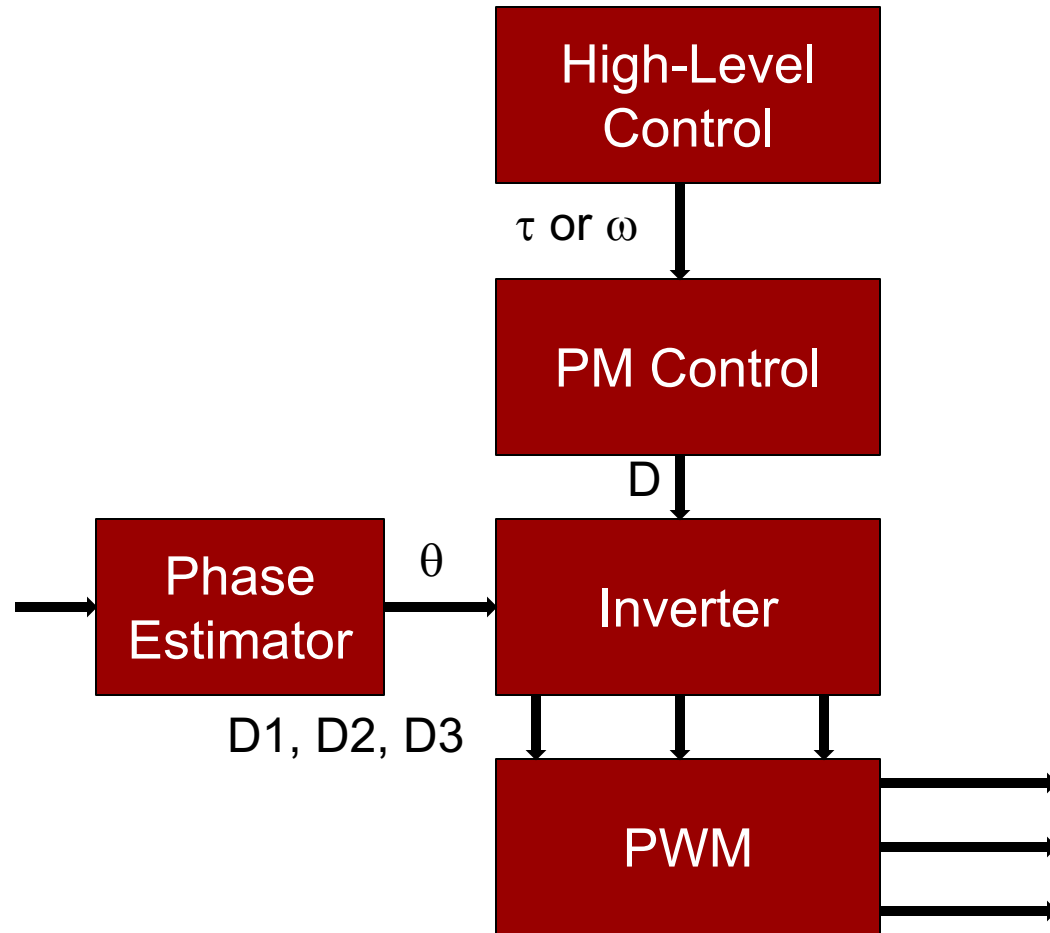 High-Level
Control
τ or ω
PM Control
D
Phase
Estimator
θ
Inverter
D1, D2, D3
PWM